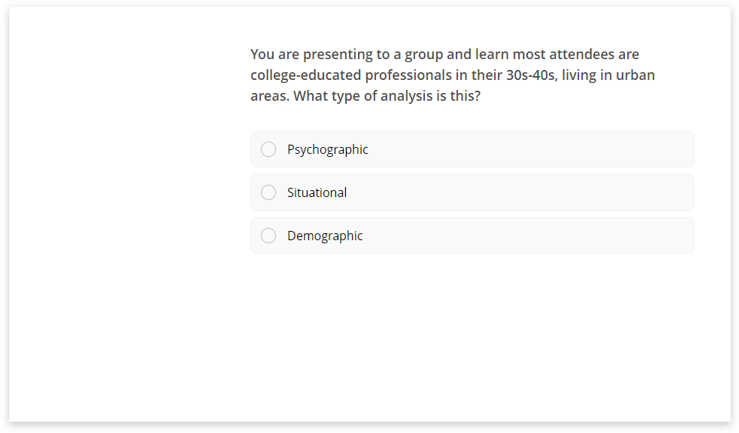 You are presenting to a group and learn most attendees are
college-educated professionals in their 30s-40s, living in urban
areas. What type of analysis is this?
Psychographic
Situational
Demographic